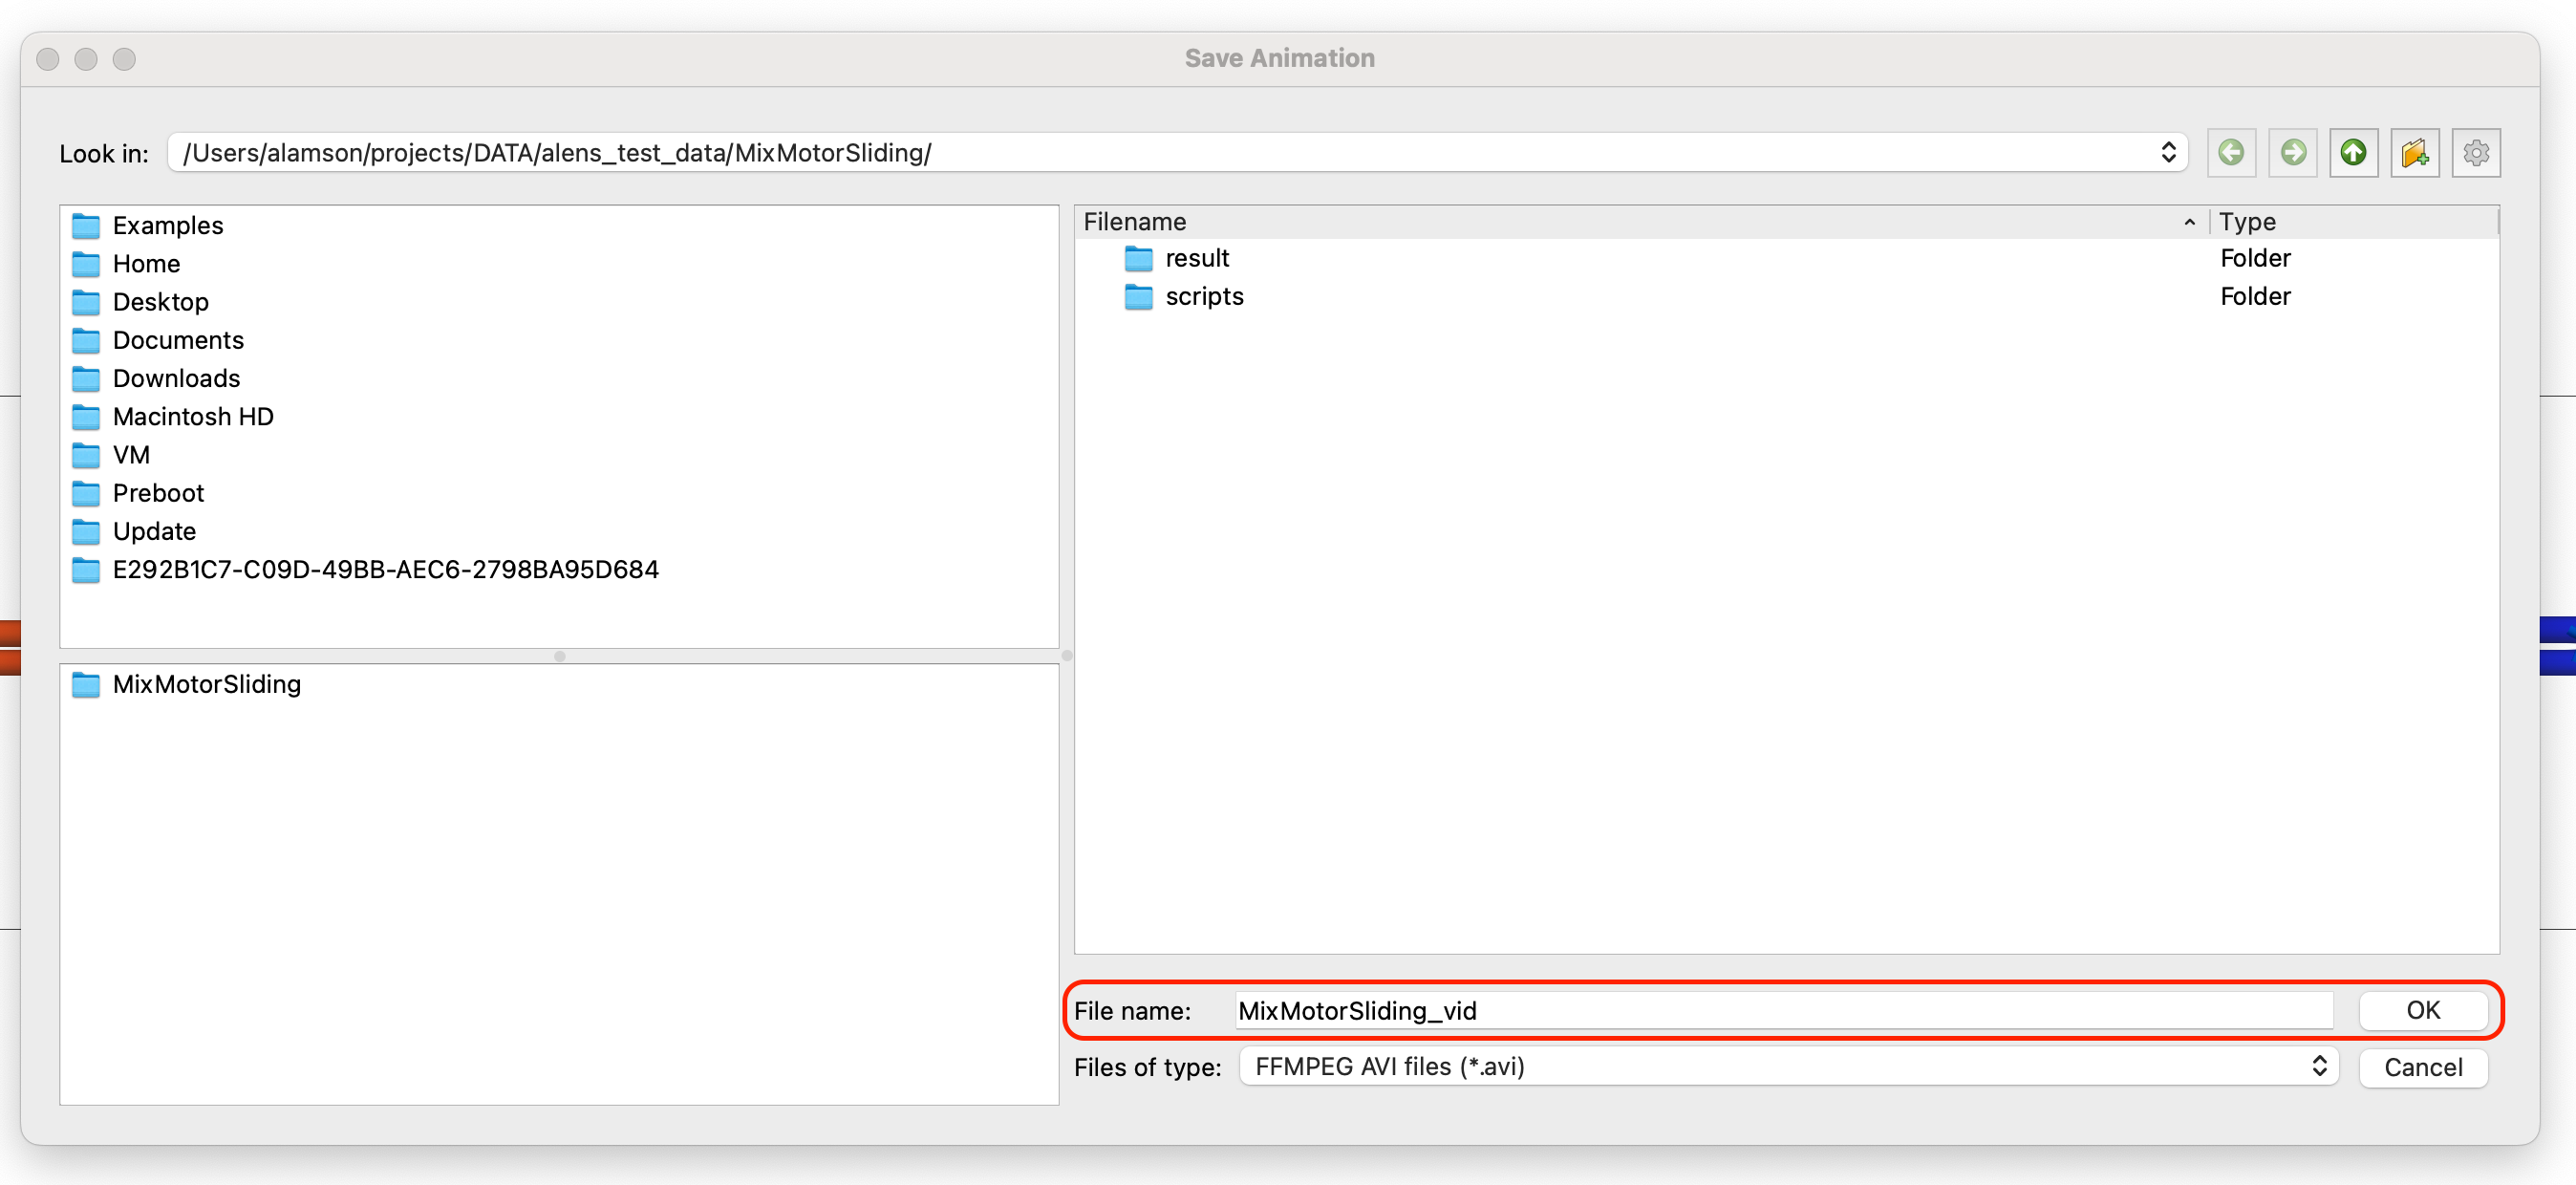 Save Animation
Look in: /Users/alamson/projects/DATA/alens_test_data/MixMotorSliding/
Examples
Home
Desktop
Documents
Downloads
Macintosh HD
VM
Preboot
Update
E292B1C7-C09D-49BB-AEC6-2798BA95D684
MixMotorSliding
Filename Type
result Folder
scripts Folder
File name: MixMotorSliding_vid OK
Files of type: FFMPEG AVI files (*.avi) Cancel